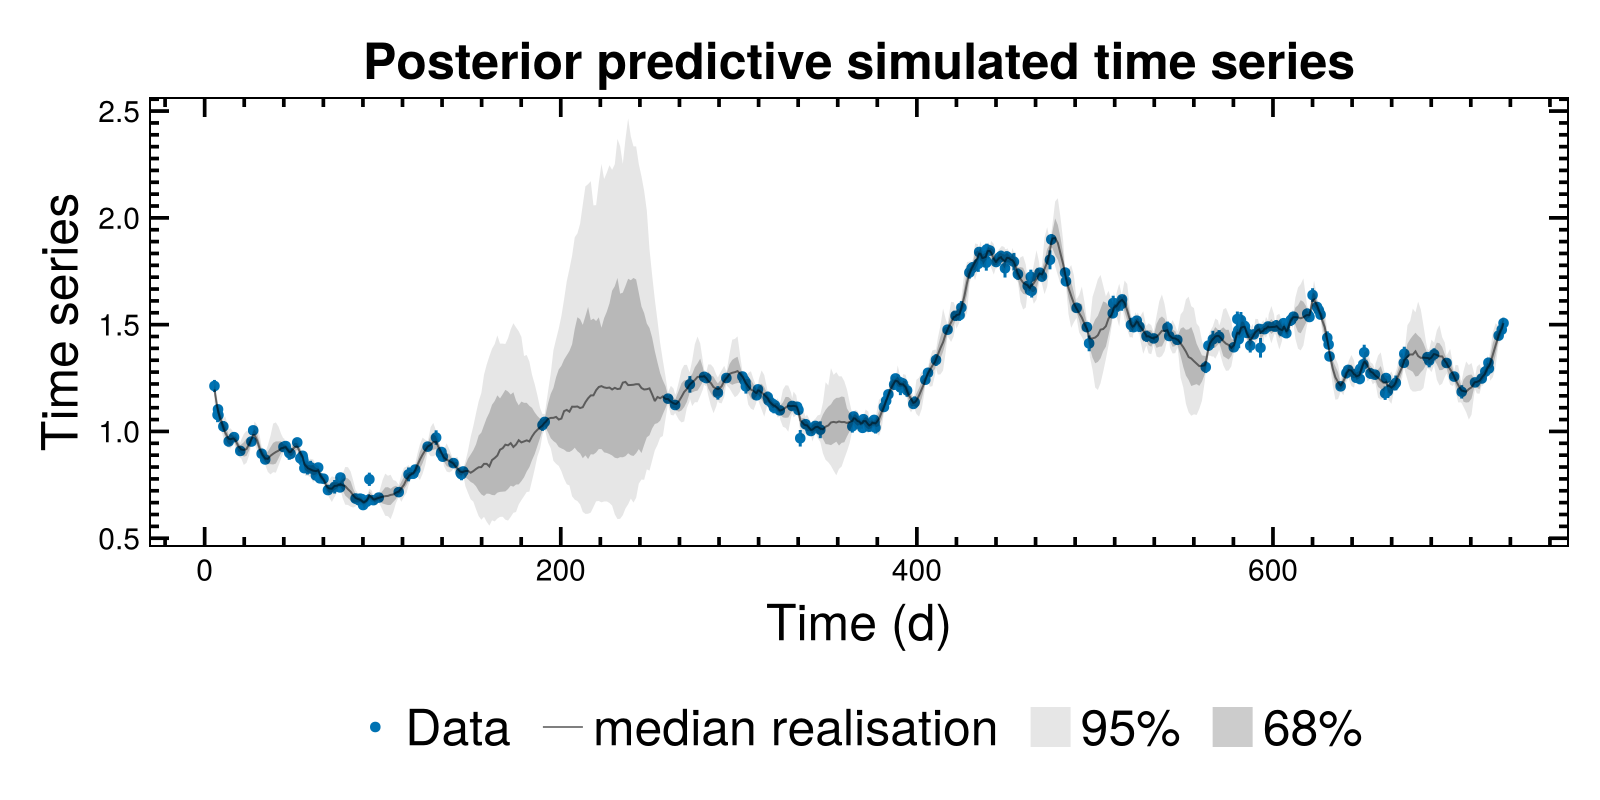 Posterior predictive simulated time series
2.5
2.0
1.5
1.0
0.5
Time series
0 200 400 600
Time (d)
Data median realisation 95% 68%